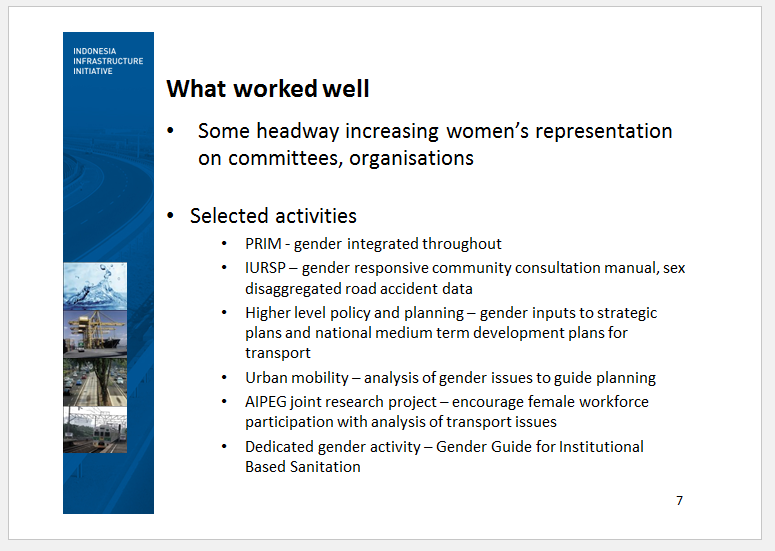 INDONESIA
INFRASTRUCTURE
INITIATIVE
What worked well
• Some headway increasing women’s representation
on committees, organisations
• Selected activities
• PRIM - gender integrated throughout
• IURSP – gender responsive community consultation manual, sex
disaggregated road accident data
• Higher level policy and planning – gender inputs to strategic
plans and national medium term development plans for
transport
• Urban mobility – analysis of gender issues to guide planning
• AIPEG joint research project – encourage female workforce
participation with analysis of transport issues
• Dedicated gender activity – Gender Guide for Institutional
Based Sanitation
7